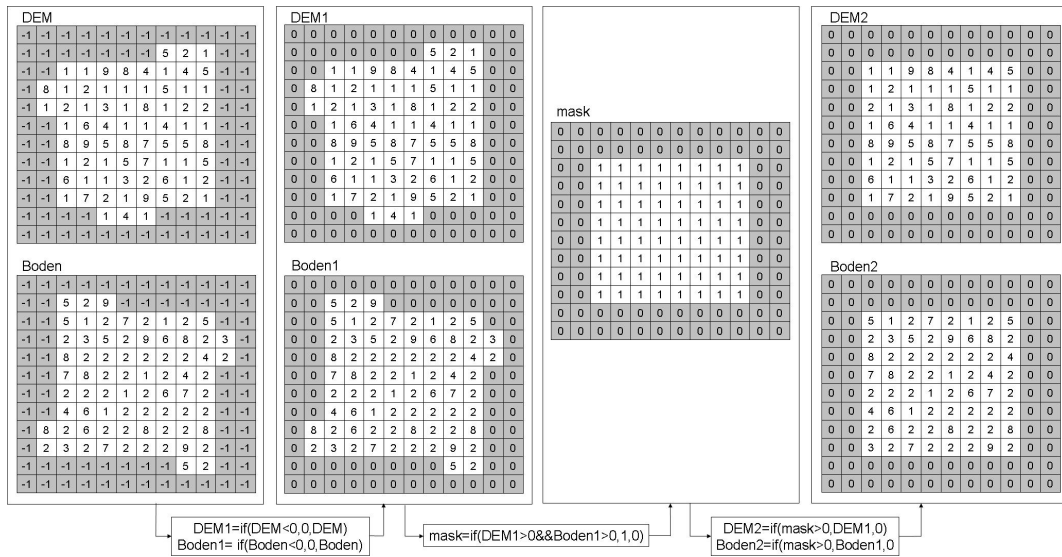 DEM
-1 -1 -1 -1 -1 -1 -1 -1 -1 -1 -1 -1
-1 -1 -1 -1 -1 -1 -1 5 2 1 -1 -1
-1 -1 1 1 9 8 4 1 4 5 -1 -1
-1 8 1 2 1 1 1 5 1 1 -1 -1
-1 1 2 1 3 1 8 1 2 2 -1 -1
-1 -1 1 6 4 1 1 4 1 1 -1 -1
-1 -1 8 9 5 8 7 5 5 8 -1 -1
-1 -1 1 2 1 5 7 1 1 5 -1 -1
-1 -1 6 1 1 3 2 6 1 2 -1 -1
-1 -1 1 7 2 1 9 5 2 1 -1 -1
-1 -1 -1 -1 1 4 1 -1 -1 -1 -1 -1
-1 -1 -1 -1 -1 -1 -1 -1 -1 -1 -1 -1
Boden
-1 -1 -1 -1 -1 -1 -1 -1 -1 -1 -1 -1
-1 -1 5 2 9 -1 -1 -1 -1 -1 -1 -1
-1 -1 5 1 2 7 2 1 2 5 -1 -1
-1 -1 2 3 5 2 9 6 8 2 3 -1
-1 -1 8 2 2 2 2 2 2 4 2 -1
-1 -1 7 8 2 2 1 2 4 2 -1 -1
-1 -1 2 2 2 1 2 6 7 2 -1 -1
-1 -1 4 6 1 2 2 2 2 2 -1 -1
-1 8 2 6 2 2 8 2 2 8 -1 -1
-1 2 3 2 7 2 2 2 9 2 -1 -1
-1 -1 -1 -1 -1 -1 -1 -1 5 2 -1 -1
-1 -1 -1 -1 -1 -1 -1 -1 -1 -1 -1 -1
DEM1
0 0 0 0 0 0 0 0 0 0 0 0
0 0 0 0 0 0 0 5 2 1 0 0
0 0 1 1 9 8 4 1 4 5 0 0
0 8 1 2 1 1 1 5 1 1 0 0
0 1 2 1 3 1 8 1 2 2 0 0
0 0 1 6 4 1 1 4 1 1 0 0
0 0 8 9 5 8 7 5 5 8 0 0
0 0 1 2 1 5 7 1 1 5 0 0
0 0 6 1 1 3 2 6 1 2 0 0
0 0 1 7 2 1 9 5 2 1 0 0
0 0 0 0 1 4 1 0 0 0 0 0
0 0 0 0 0 0 0 0 0 0 0 0
Boden1
0 0 0 0 0 0 0 0 0 0 0 0
0 0 5 2 9 0 0 0 0 0 0 0
0 0 5 1 2 7 2 1 2 5 0 0
0 0 2 3 5 2 9 6 8 2 3 0
0 0 8 2 2 2 2 2 2 4 2 0
0 0 7 8 2 2 1 2 4 2 0 0
0 0 2 2 2 1 2 6 7 2 0 0
0 0 4 6 1 2 2 2 2 2 0 0
0 8 2 6 2 2 8 2 2 8 0 0
0 2 3 2 7 2 2 2 9 2 0 0
0 0 0 0 0 0 0 0 5 2 0 0
0 0 0 0 0 0 0 0 0 0 0 0
mask
0 0 0 0 0 0 0 0 0 0 0 0
0 0 0 0 0 0 0 0 0 0 0 0
0 0 1 1 1 1 1 1 1 1 0 0
0 0 1 1 1 1 1 1 1 1 0 0
0 0 1 1 1 1 1 1 1 1 0 0
0 0 1 1 1 1 1 1 1 1 0 0
0 0 1 1 1 1 1 1 1 1 0 0
0 0 1 1 1 1 1 1 1 1 0 0
0 0 1 1 1 1 1 1 1 1 0 0
0 0 1 1 1 1 1 1 1 1 0 0
0 0 0 0 0 0 0 0 0 0 0 0
0 0 0 0 0 0 0 0 0 0 0 0
DEM2
0 0 0 0 0 0 0 0 0 0 0 0
0 0 0 0 0 0 0 0 0 0 0 0
0 0 1 1 9 8 4 1 4 5 0 0
0 0 1 2 1 1 1 5 1 1 0 0
0 0 2 1 3 1 8 1 2 2 0 0
0 0 1 6 4 1 1 4 1 1 0 0
0 0 8 9 5 8 7 5 5 8 0 0
0 0 1 2 1 5 7 1 1 5 0 0
0 0 6 1 1 3 2 6 1 2 0 0
0 0 1 7 2 1 9 5 2 1 0 0
0 0 0 0 0 0 0 0 0 0 0 0
0 0 0 0 0 0 0 0 0 0 0 0
Boden2
0 0 0 0 0 0 0 0 0 0 0 0
0 0 0 0 0 0 0 0 0 0 0 0
0 0 5 1 2 7 2 1 2 5 0 0
0 0 2 3 5 2 9 6 8 2 0 0
0 0 8 2 2 2 2 2 2 4 0 0
0 0 7 8 2 2 1 2 4 2 0 0
0 0 2 2 2 1 2 6 7 2 0 0
0 0 4 6 1 2 2 2 2 2 0 0
0 0 2 6 2 2 8 2 2 8 0 0
0 0 3 2 7 2 2 2 9 2 0 0
0 0 0 0 0 0 0 0 0 0 0 0
0 0 0 0 0 0 0 0 0 0 0 0
DEM1=if(DEM<0,0,DEM)
Boden1= if(Boden<0,0,Boden)
mask=if(DEM1>0&&Boden1>0,1,0)
DEM2=if(mask>0,DEM1,0)
Boden2=if(mask>0,Boden1,0